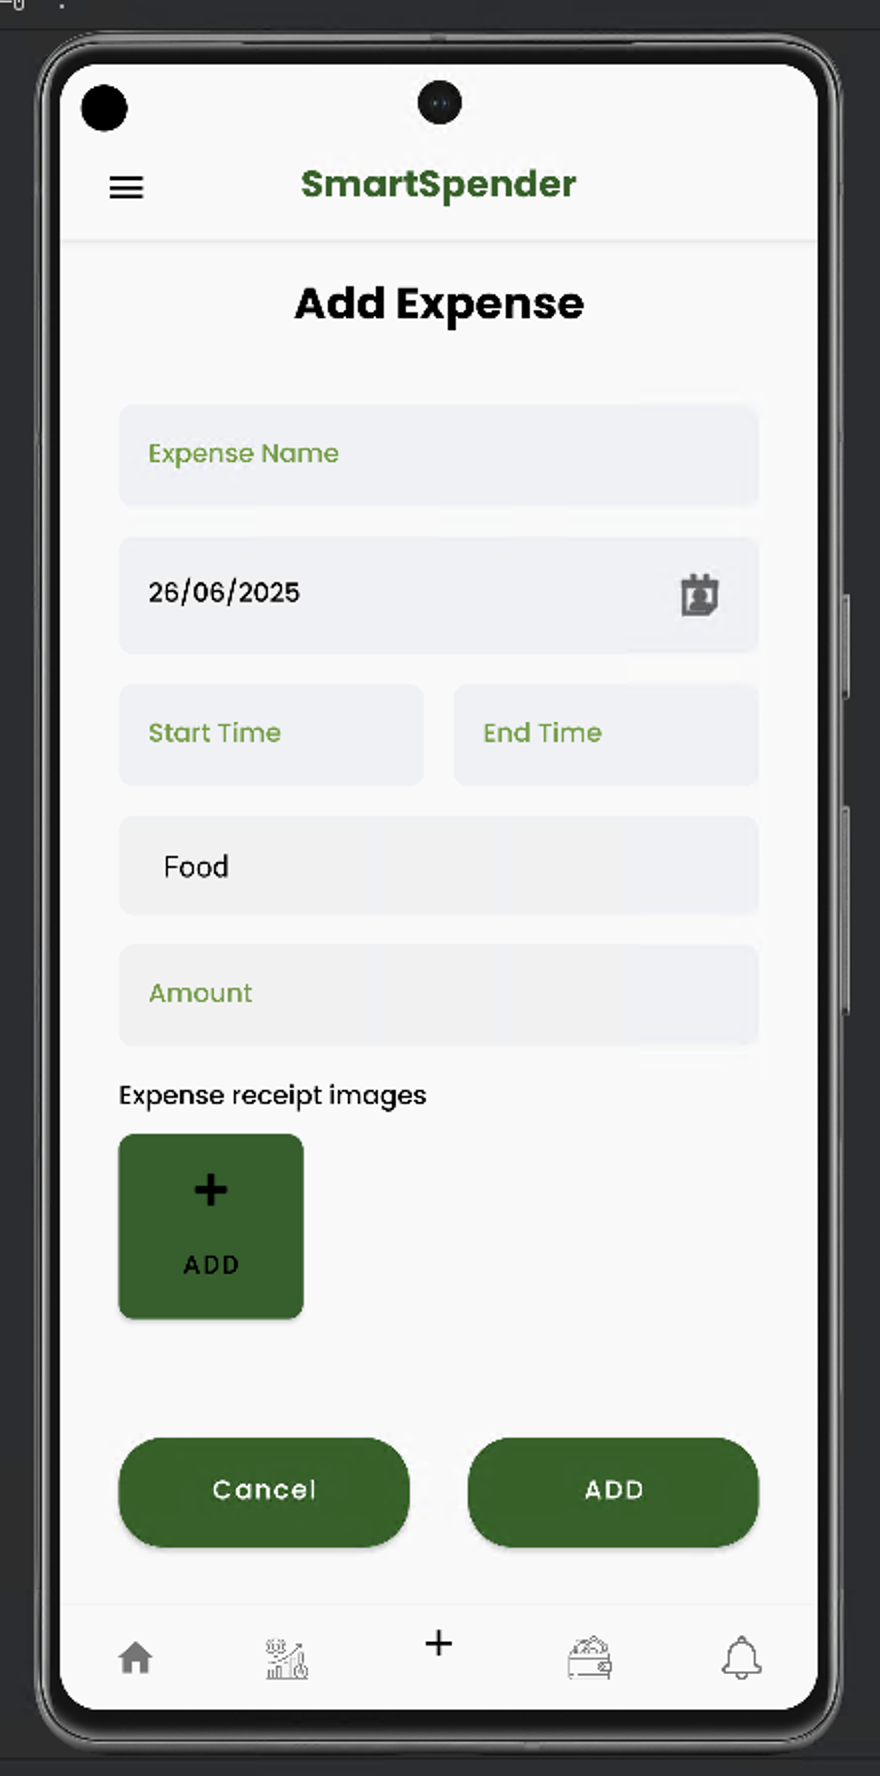 SmartSpender
Add Expense
Expense Name
26/06/2025
Start Time End Time
Food
Amount
Expense receipt images
+
ADD
Cancel ADD
+